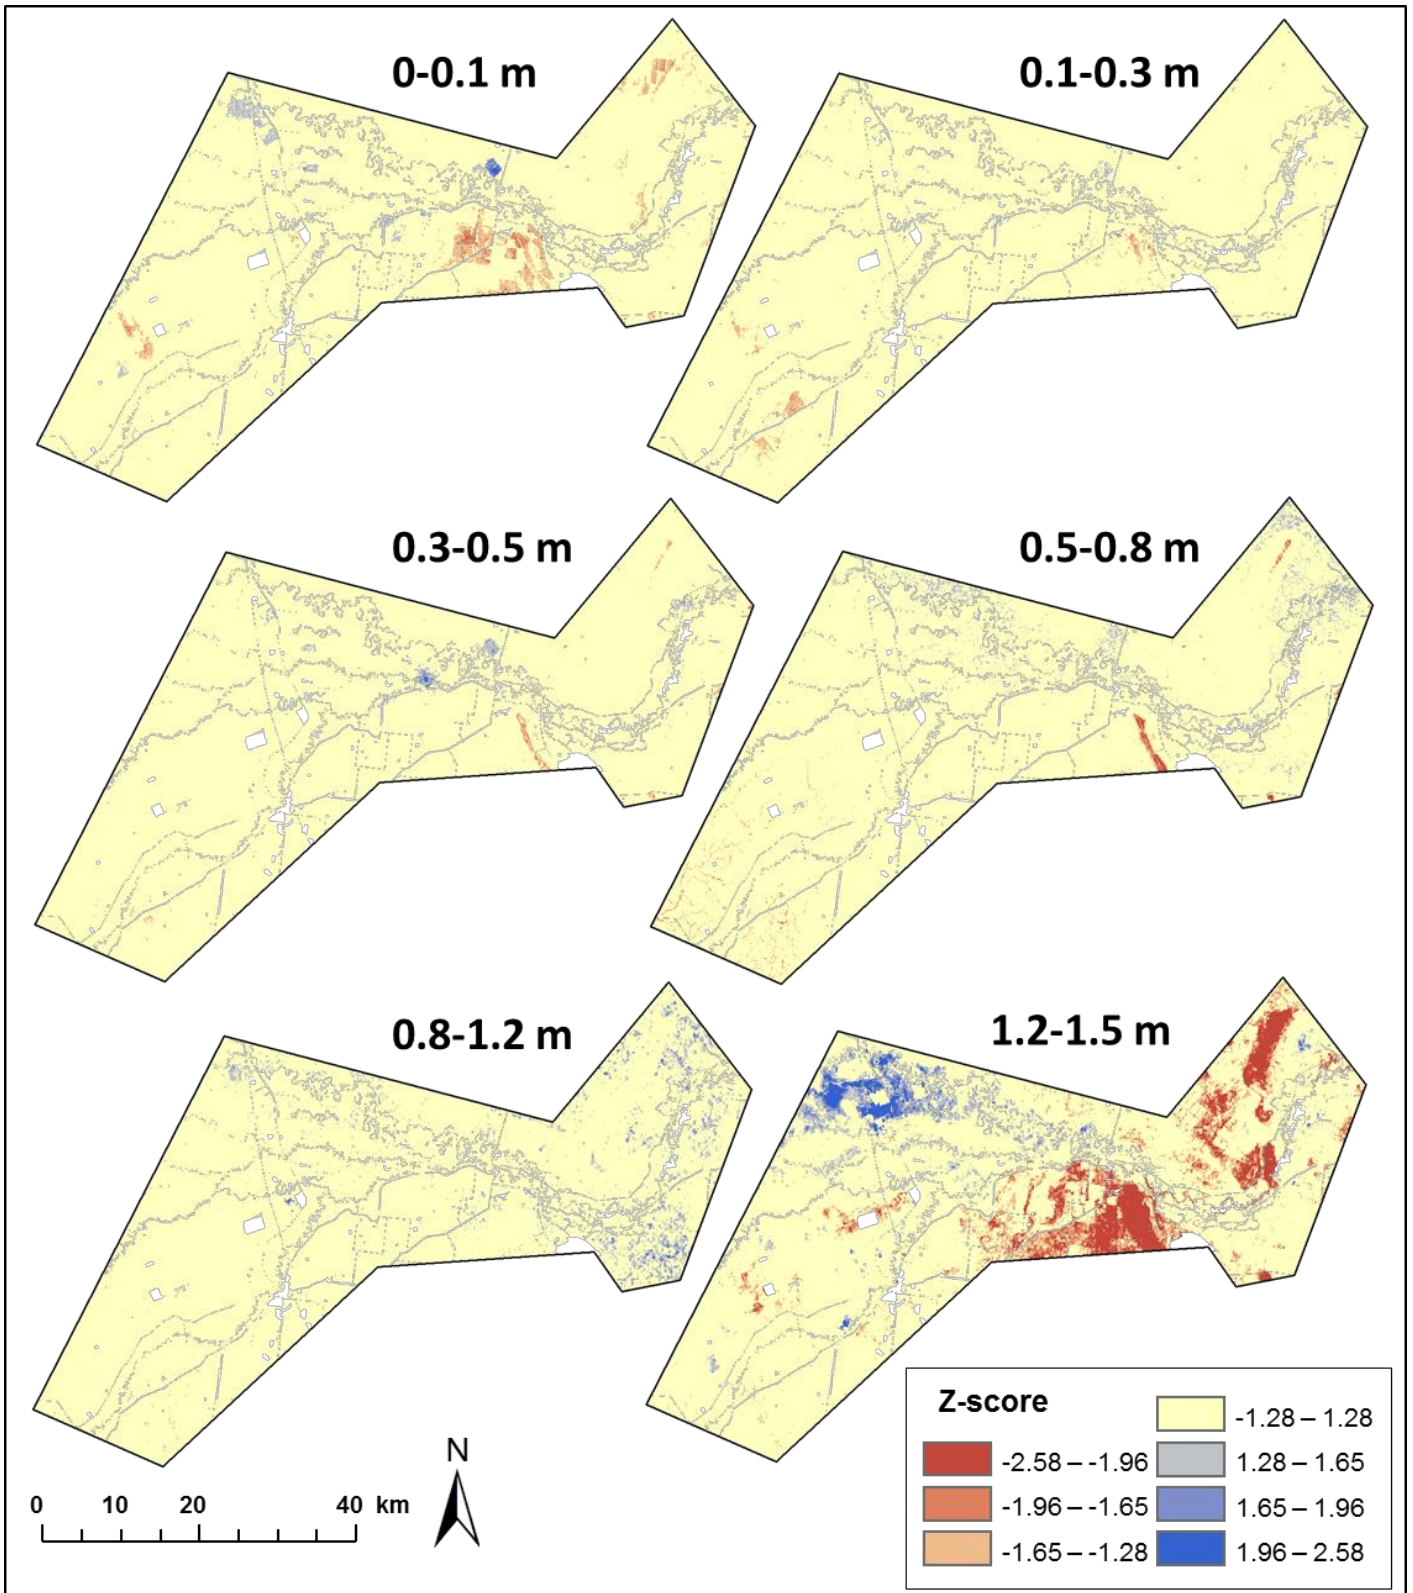 0-0.1 m
0.1-0.3 m
0.3-0.5 m
0.5-0.8 m
0.8-1.2 m
1.2-1.5 m
Z-score
-2.58 – -1.96
-1.96 – -1.65
-1.65 – -1.28
-1.28 – 1.28
1.28 – 1.65
1.65 – 1.96
1.96 – 2.58
N
0 10 20 40 km